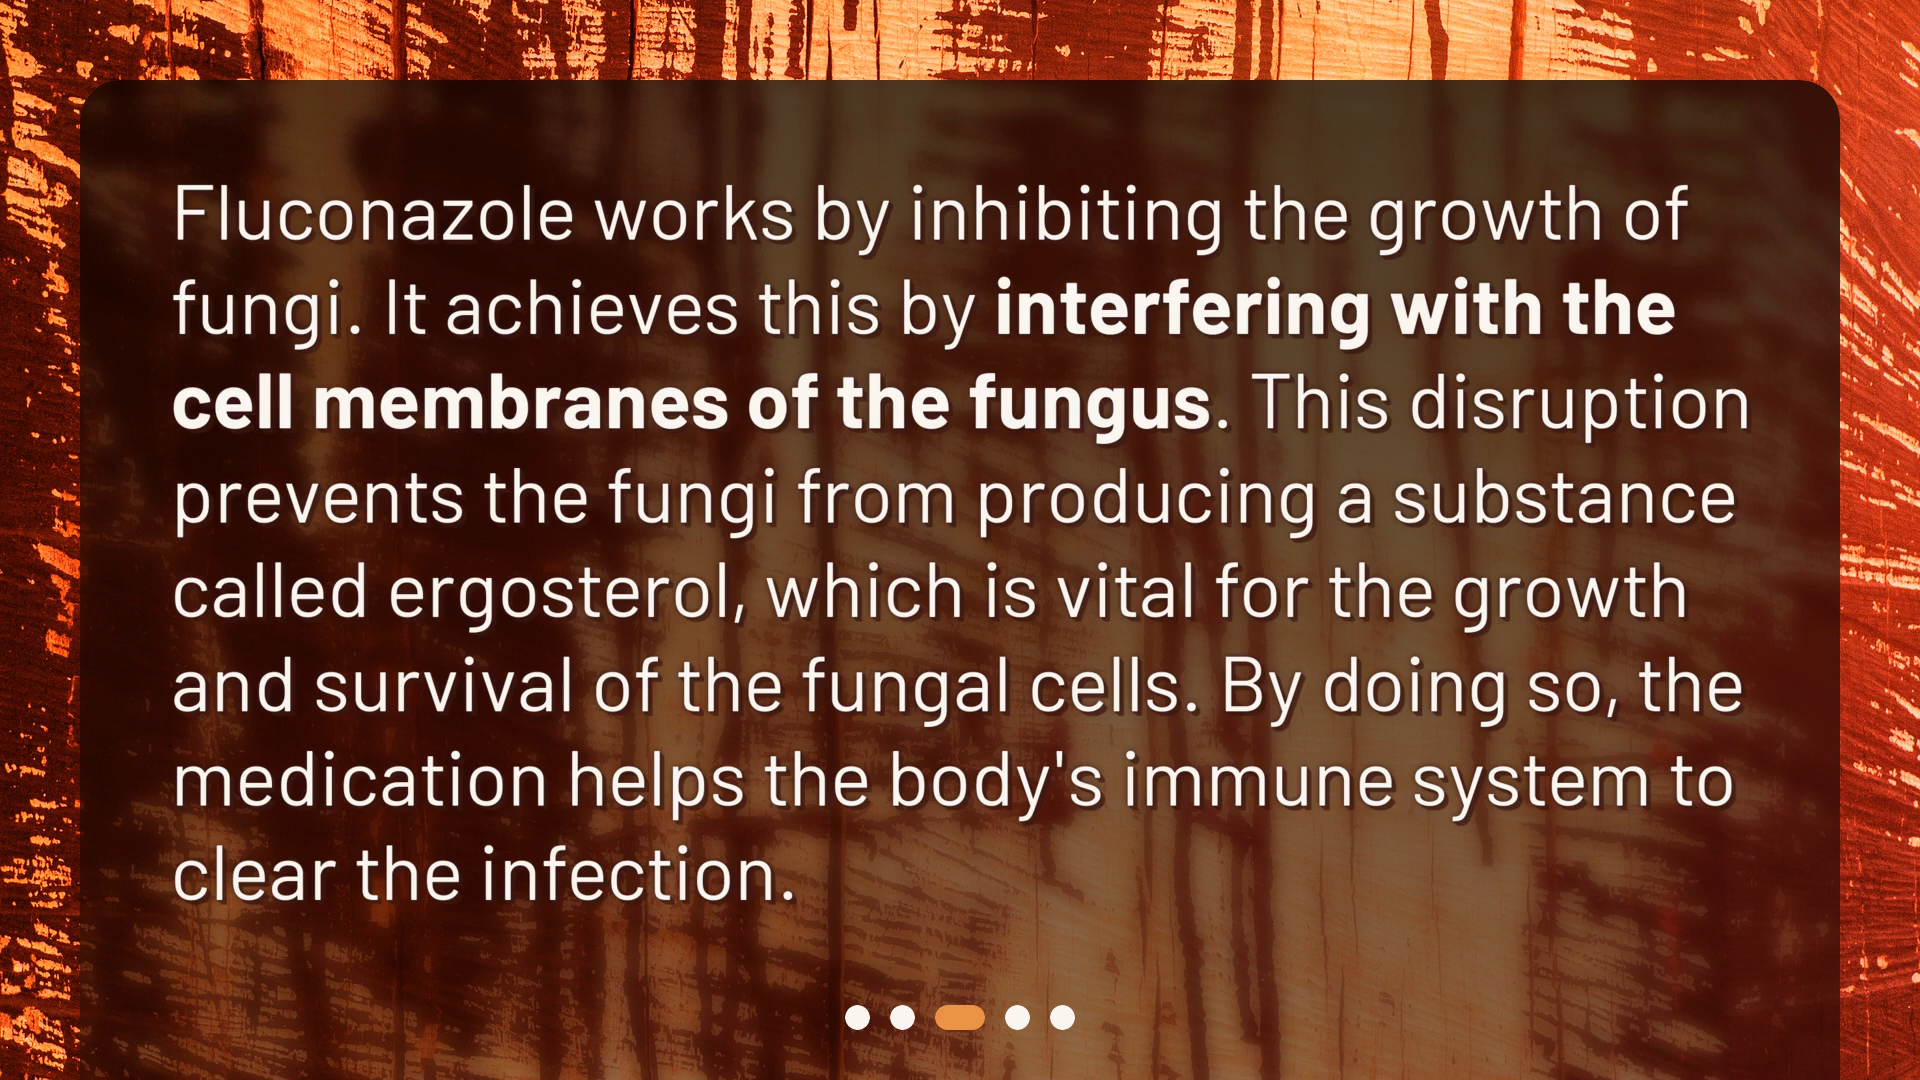 Fluconazole works by inhibiting the growth of
fungi. It achieves this by interfering with the
cell membranes of the fungus. This disruption
prevents the fungi from producing a substance
called ergosterol, which is vital for the growth
and survival of the fungal cells. By doing so, the
medication helps the body's immune system to
clear the infection.